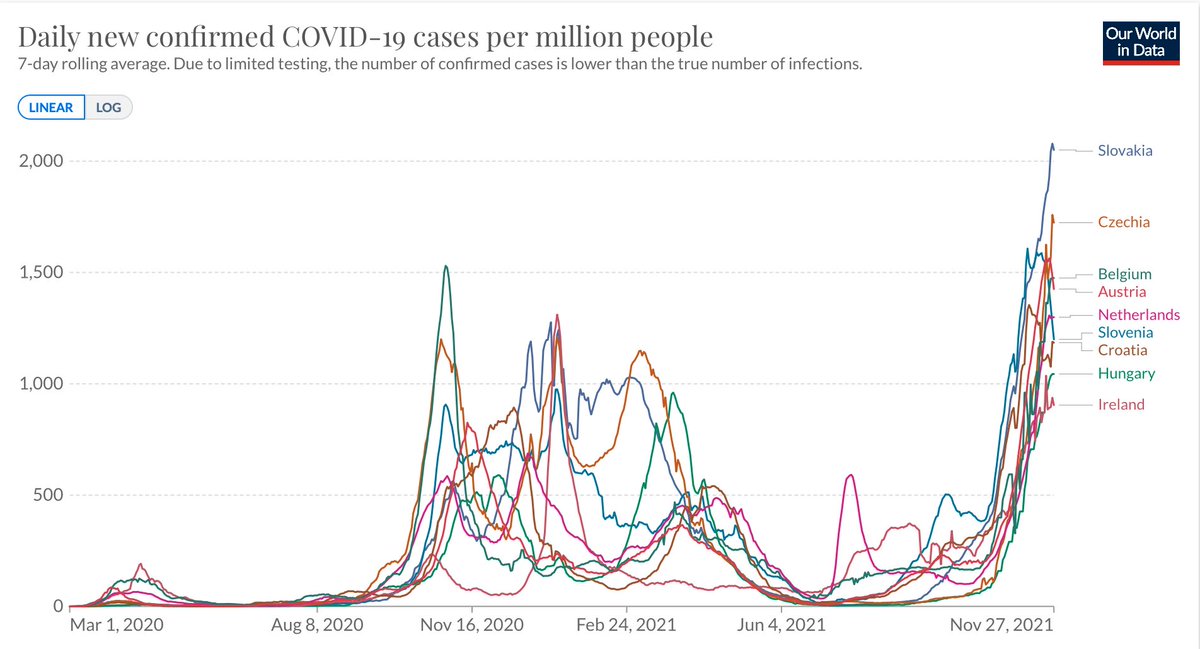 Daily new confirmed COVID-19 cases per million people
7-day rolling average. Due to limited testing, the number of confirmed cases is lower than the true number of infections.
Our World
in Data
LINEAR LOG
2,000
1,500
1,000
500
0
Slovakia
Czechia
Belgium
Austria
Netherlands
Slovenia
Croatia
Hungary
Ireland
Mar 1, 2020 Aug 8, 2020 Nov 16, 2020 Feb 24, 2021 Jun 4, 2021 Nov 27, 2021